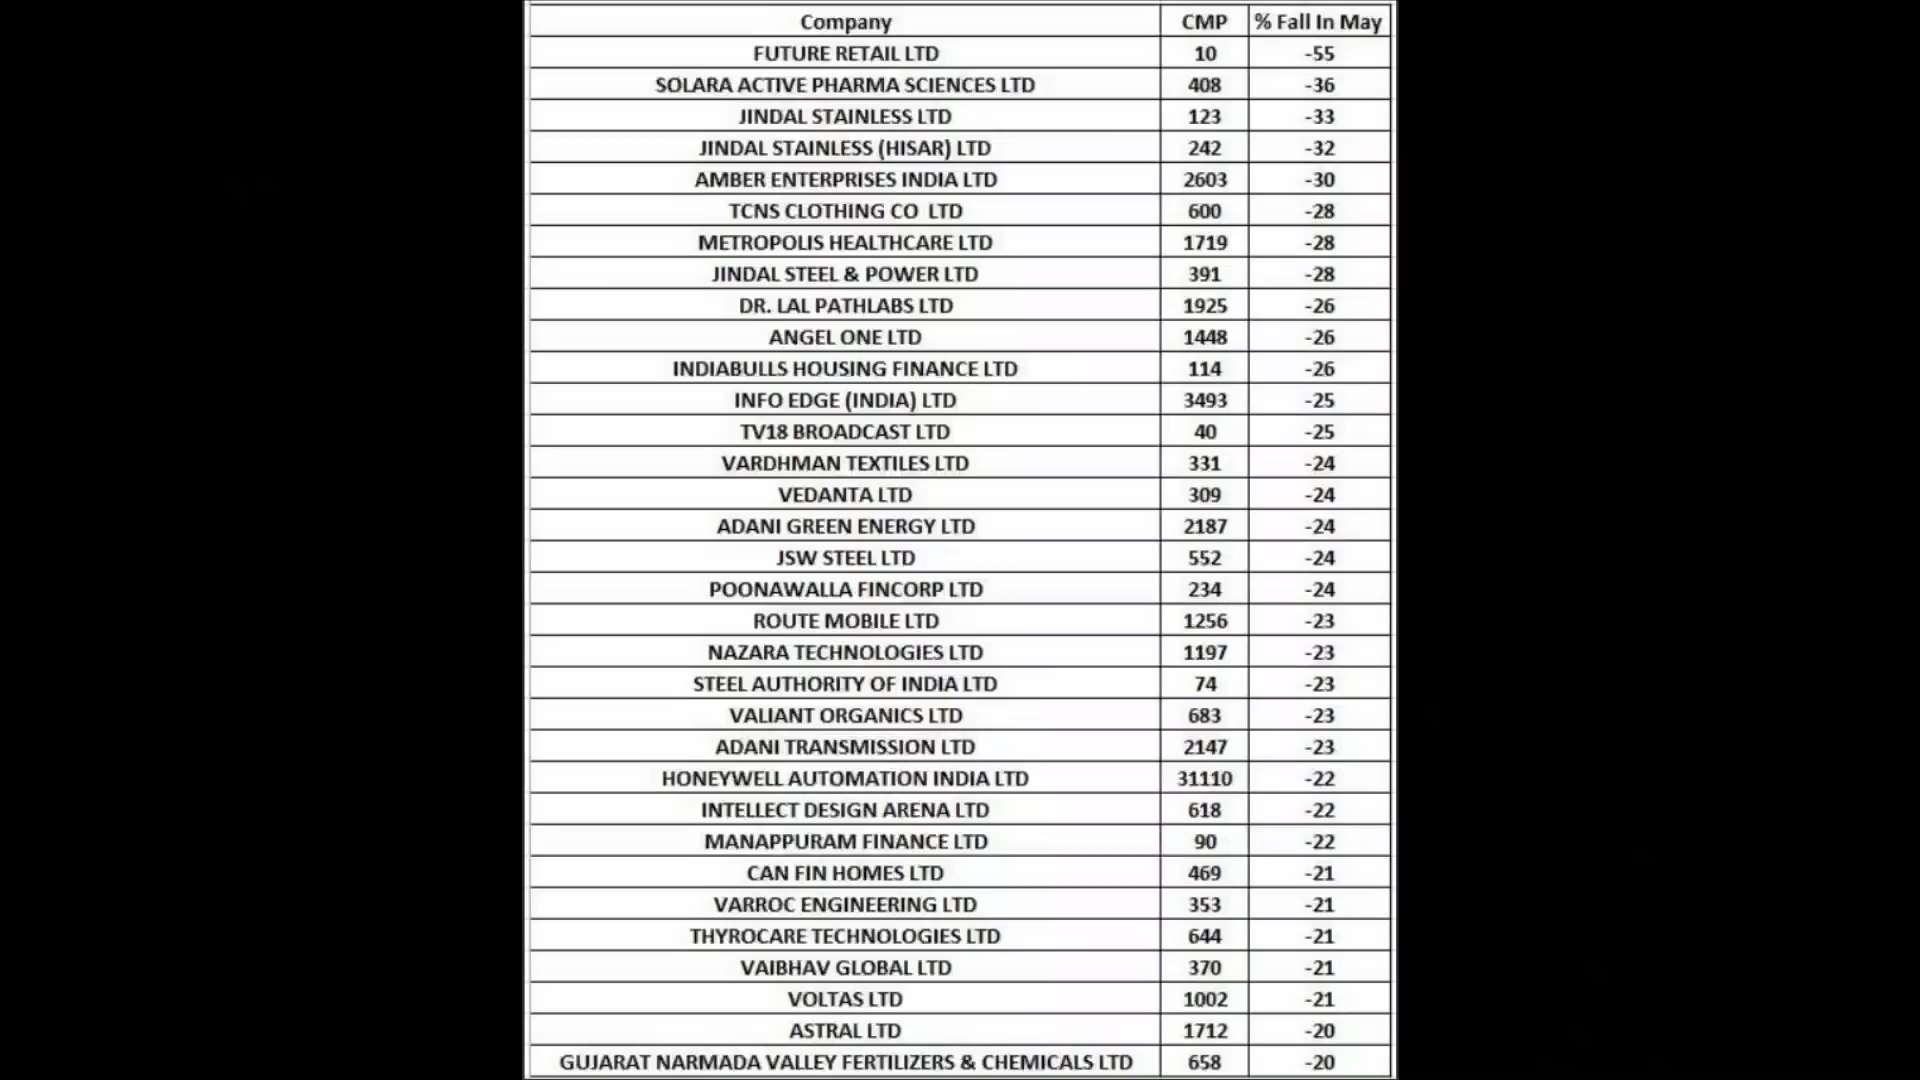 Company CMP % Fall In May
FUTURE RETAIL LTD 10 -55
SOLARA ACTIVE PHARMA SCIENCES LTD 408 -36
JINDAL STAINLESS LTD 123 -33
JINDAL STAINLESS (HISAR) LTD 242 -32
AMBER ENTERPRISES INDIA LTD 2603 -30
TCNS CLOTHING CO LTD 600 -28
METROPOLIS HEALTHCARE LTD 1719 -28
JINDAL STEEL & POWER LTD 391 -28
DR. LAL PATHLABS LTD 1925 -26
ANGEL ONE LTD 1448 -26
INDIABULLS HOUSING FINANCE LTD 114 -26
INFO EDGE (INDIA) LTD 3493 -25
TV18 BROADCAST LTD 40 -25
VARDHMAN TEXTILES LTD 331 -24
VEDANTA LTD 309 -24
ADANI GREEN ENERGY LTD 2187 -24
JSW STEEL LTD 552 -24
POONAWALLA FINCORP LTD 234 -24
ROUTE MOBILE LTD 1256 -23
NAZARA TECHNOLOGIES LTD 1197 -23
STEEL AUTHORITY OF INDIA LTD 74 -23
VALIANT ORGANICS LTD 683 -23
ADANI TRANSMISSION LTD 2147 -23
HONEYWELL AUTOMATION INDIA LTD 31110 -22
INTELLECT DESIGN ARENA LTD 618 -22
MANAPPURAM FINANCE LTD 90 -22
CAN FIN HOMES LTD 469 -21
VARROC ENGINEERING LTD 353 -21
THYROCARE TECHNOLOGIES LTD 644 -21
VAIBHAV GLOBAL LTD 370 -21
VOLTAS LTD 1002 -21
ASTRAL LTD 1712 -20
GUJARAT NARMADA VALLEY FERTILIZERS & CHEMICALS LTD 658 -20